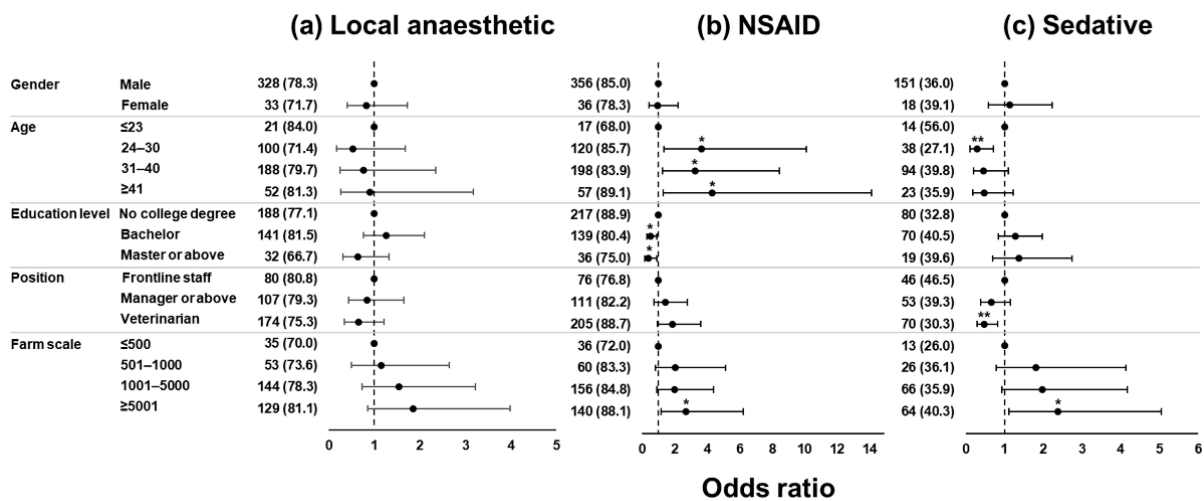 (a) Local anaesthetic (b) NSAID (c) Sedative
Gender Male 328 (78.3) 356 (85.0) 151 (36.0)
Female 33 (71.7) 36 (78.3) 18 (39.1)
Age ≤23 21 (84.0) 17 (68.0) 14 (56.0)
24–30 100 (71.4) 120 (85.7) * 38 (27.1) **
31–40 188 (79.7) 198 (83.9) * 94 (39.8)
≥41 52 (81.3) 57 (89.1) * 23 (35.9)
Education level No college degree 188 (77.1) 217 (88.9) 80 (32.8)
Bachelor 141 (81.5) 139 (80.4) * 70 (40.5)
Master or above 32 (66.7) 36 (75.0) * 19 (39.6)
Position Frontline staff 80 (80.8) 76 (76.8) 46 (46.5)
Manager or above 107 (79.3) 111 (82.2) 53 (39.3)
Veterinarian 174 (75.3) 205 (88.7) 70 (30.3) **
Farm scale ≤500 35 (70.0) 36 (72.0) 13 (26.0)
501–1000 53 (73.6) 60 (83.3) 26 (36.1)
1001–5000 144 (78.3) 156 (84.8) 66 (35.9)
≥5001 129 (81.1) 140 (88.1) * 64 (40.3) *
0 1 2 3 4 5 0 2 4 6 8 10 12 14 0 1 2 3 4 5 6
Odds ratio